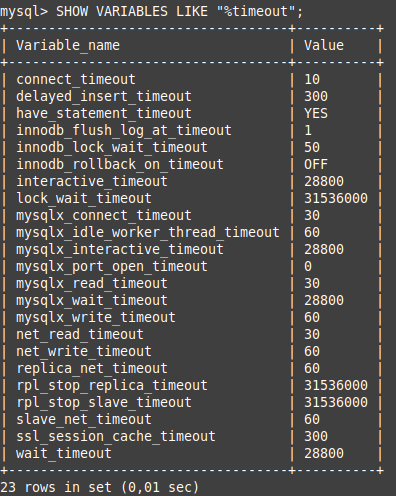 mysql> SHOW VARIABLES LIKE "%timeout";
+-----------------------------------+----------+
| Variable_name                     | Value    |
+-----------------------------------+----------+
| connect_timeout                   | 10       |
| delayed_insert_timeout            | 300      |
| have_statement_timeout            | YES      |
| innodb_flush_log_at_timeout       | 1        |
| innodb_lock_wait_timeout          | 50       |
| innodb_rollback_on_timeout        | OFF      |
| interactive_timeout               | 28800    |
| lock_wait_timeout                 | 31536000 |
| mysqlx_connect_timeout            | 30       |
| mysqlx_idle_worker_thread_timeout | 60       |
| mysqlx_interactive_timeout        | 28800    |
| mysqlx_port_open_timeout          | 0        |
| mysqlx_read_timeout               | 30       |
| mysqlx_wait_timeout               | 28800    |
| mysqlx_write_timeout              | 60       |
| net_read_timeout                  | 30       |
| net_write_timeout                 | 60       |
| replica_net_timeout               | 60       |
| rpl_stop_replica_timeout          | 31536000 |
| rpl_stop_slave_timeout            | 31536000 |
| slave_net_timeout                 | 60       |
| ssl_session_cache_timeout         | 300      |
| wait_timeout                      | 28800    |
+-----------------------------------+----------+
23 rows in set (0,01 sec)